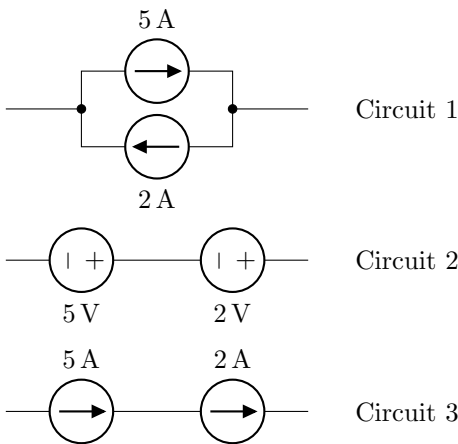 5 A
Circuit 1
2 A
− + − + Circuit 2
5 V 2 V
5 A 2 A
Circuit 3